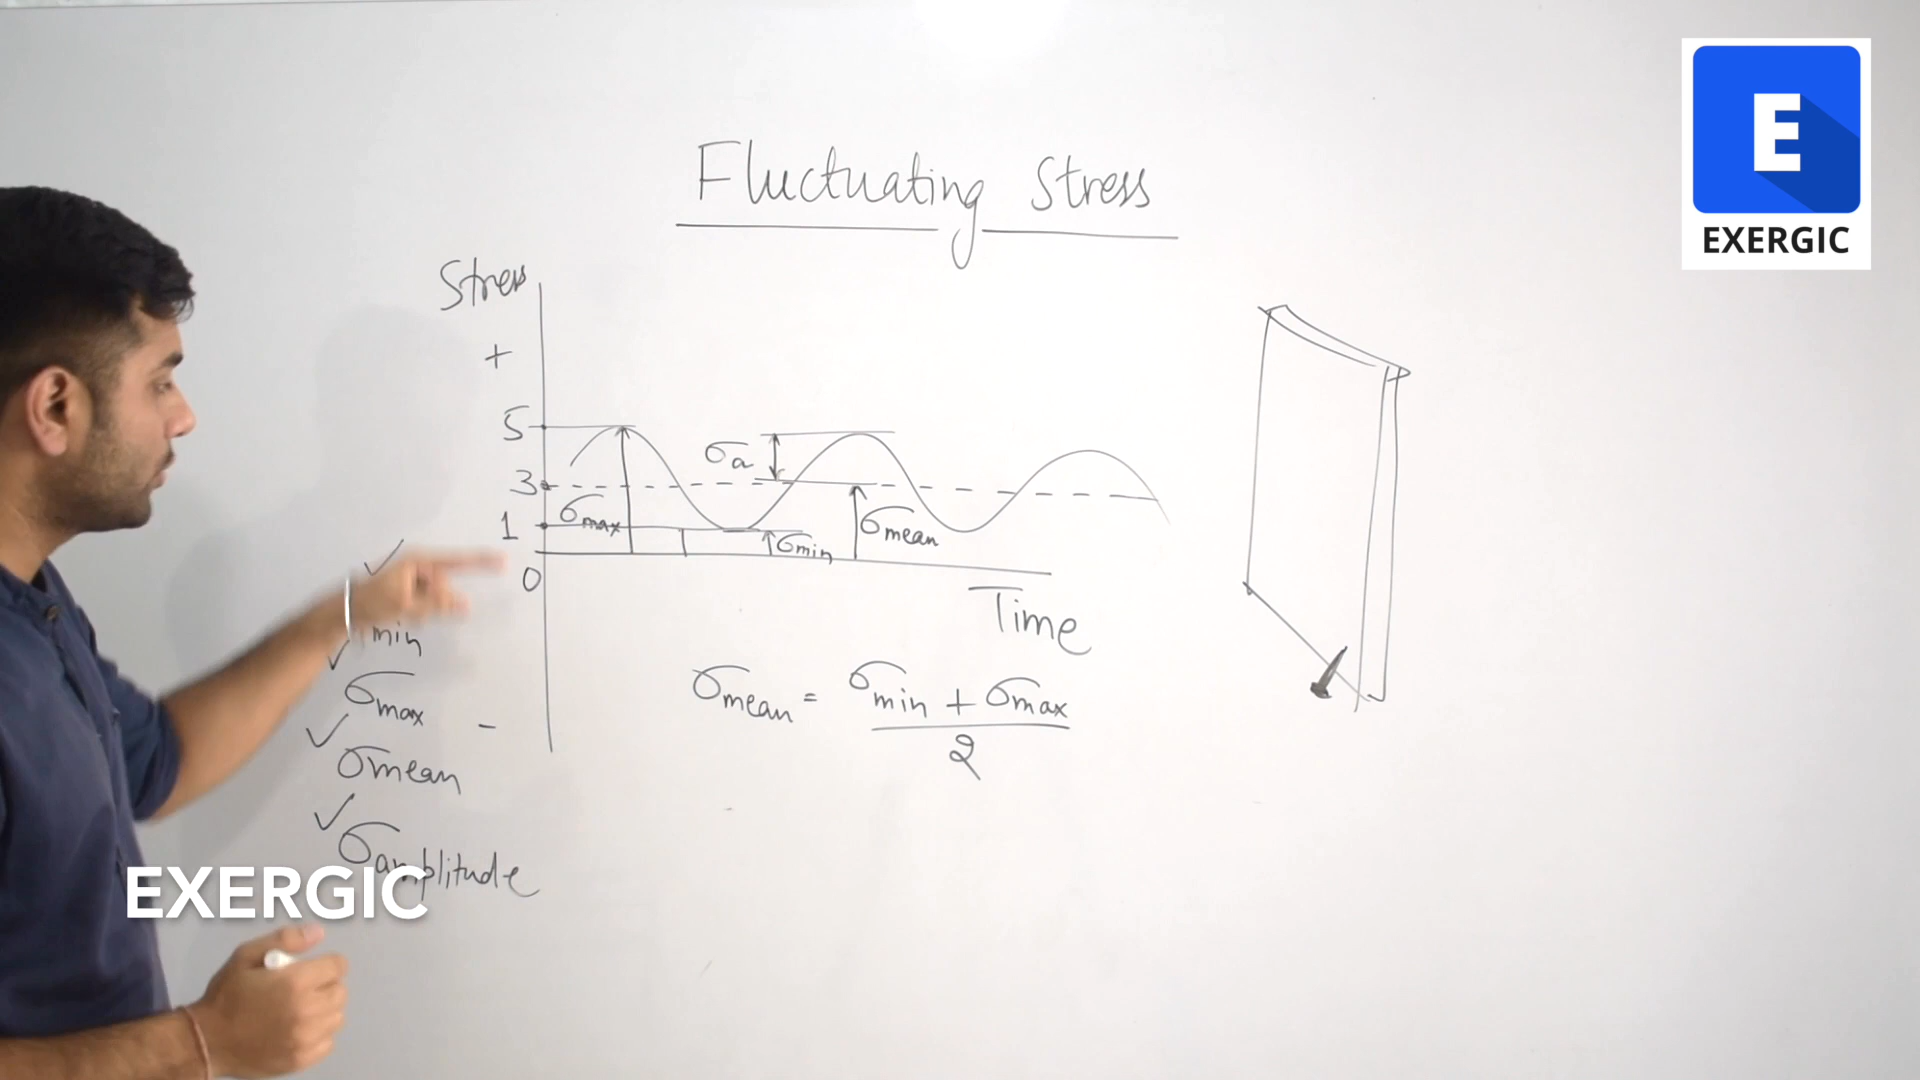 Fluctuating Stress
E
EXERGIC
Stress
+
5
σa
3
σmax
1
σmean
σmin
0
Time
min
σmax
-
σmean = σmin + σmax
2
σmean
σamplitude
EXERGIC